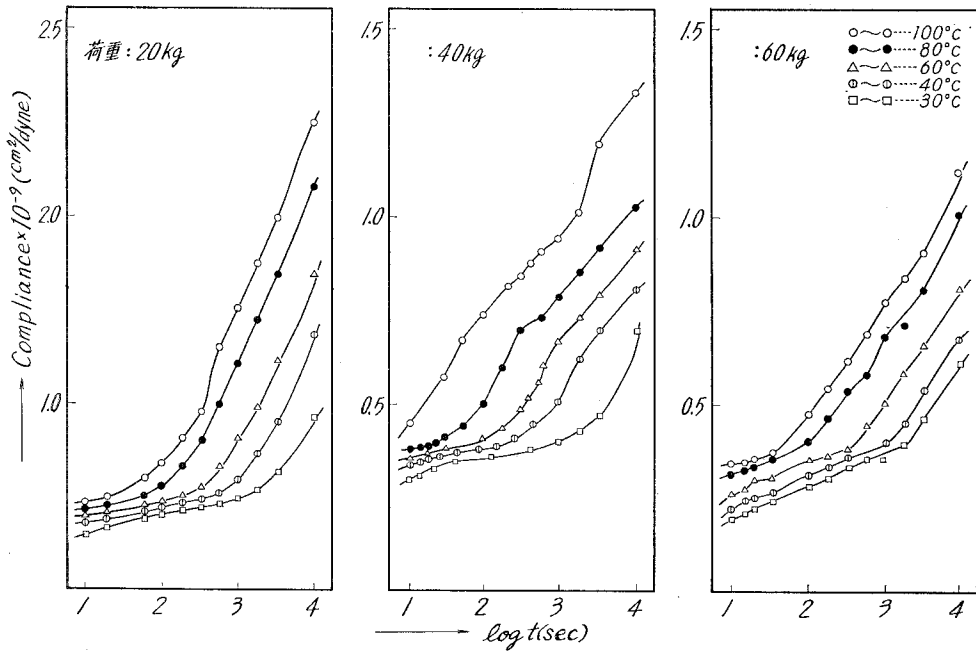 Compliance×10⁻⁹ (cm²/dyne)
25
2.0
1.0
荷重:20kg
1 2 3 4
1.5
1.0
0.5
:40kg
1 2 3 4
1.5
1.0
0.5
:60kg
○~○----100°C
●~●----80°C
△~△----60°C
⦶~⦶----40°C
□~□----30°C
1 2 3 4
log t(sec)